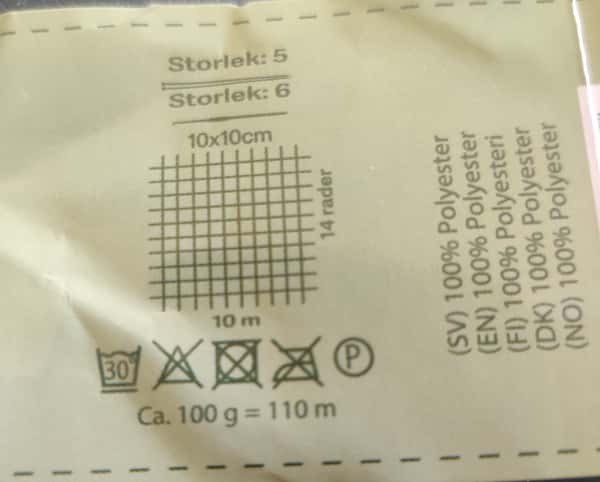 Storlek: 5
Storlek: 6
10x10cm
14 rader
10 m
30
P
Ca. 100 g = 110 m
(SV) 100% Polyester
(EN) 100% Polyester
(FI) 100% Polyesteri
(DK) 100% Polyester
(NO) 100% Polyester